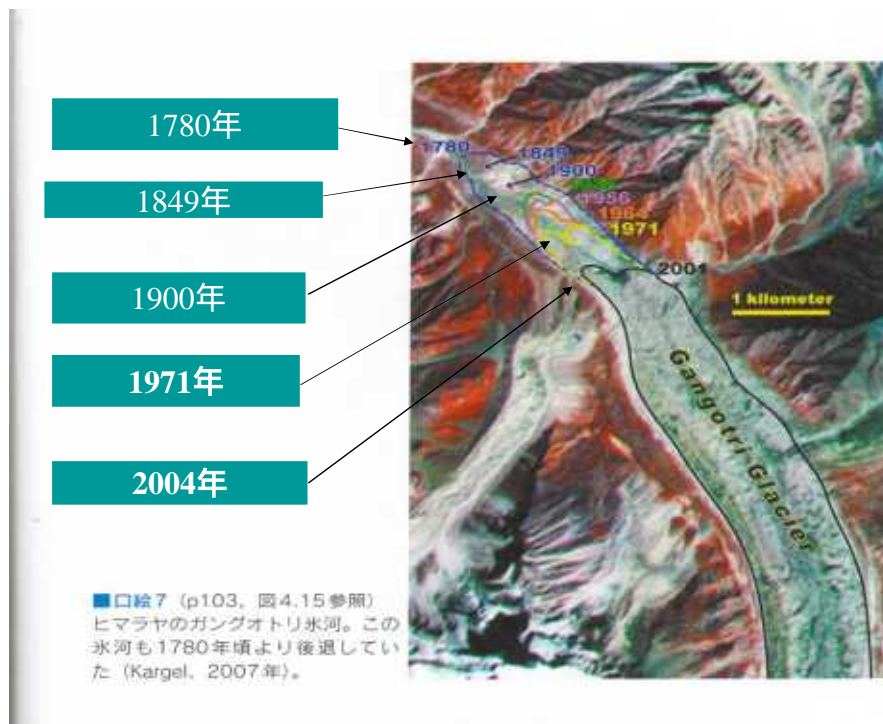 1780年
1849年
1900年
1971年
2004年
1780
1849
1900
1956
1964
1971
2001
1 kilometer
Gangotri Glacier
■口絵7（p103，図4.15参照）
ヒマラヤのガングオトリ氷河。この
氷河も1780年頃より後退してい
た（Kargel、2007年）。